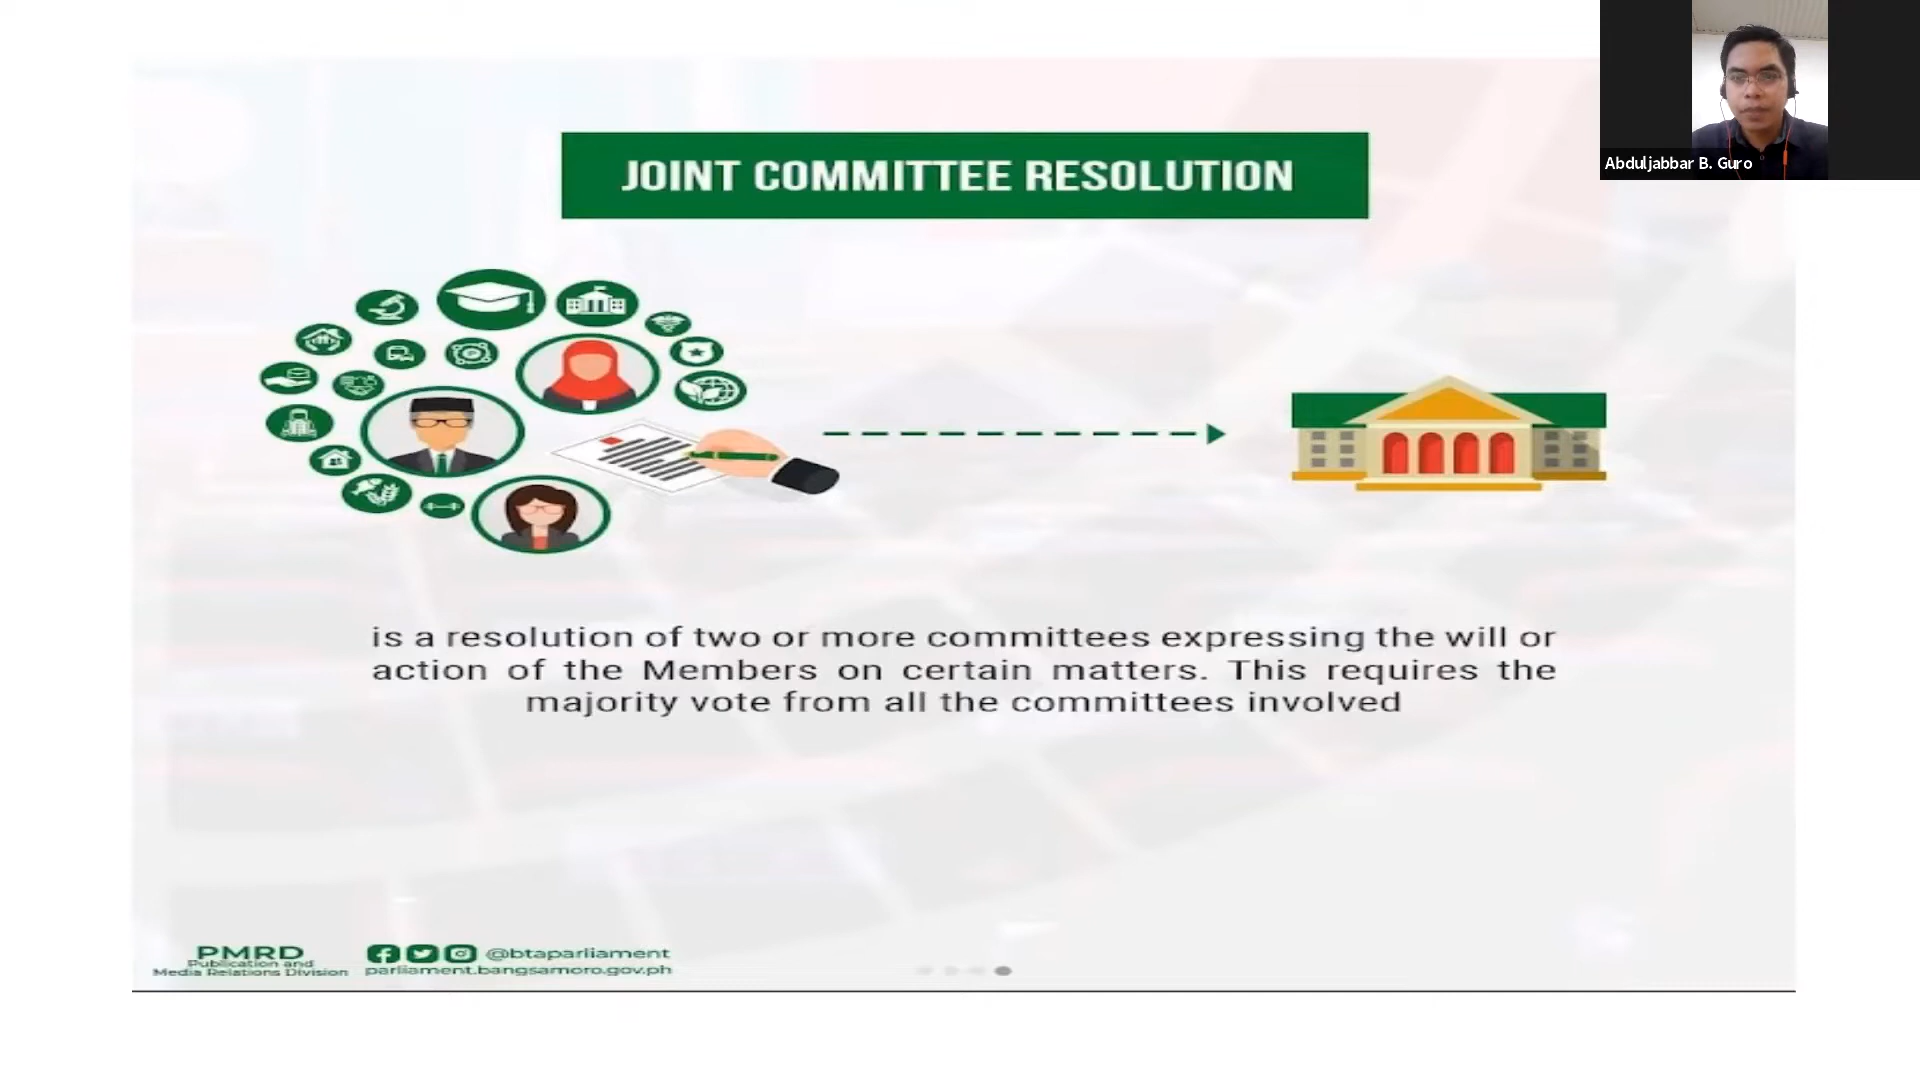 Abduljabbar B. Guro
JOINT COMMITTEE RESOLUTION
is a resolution of two or more committees expressing the will or
action of the Members on certain matters. This requires the
majority vote from all the committees involved
PMRD
Publication and
Media Relations Division
@btaparliament
parliament.bangsamoro.gov.ph